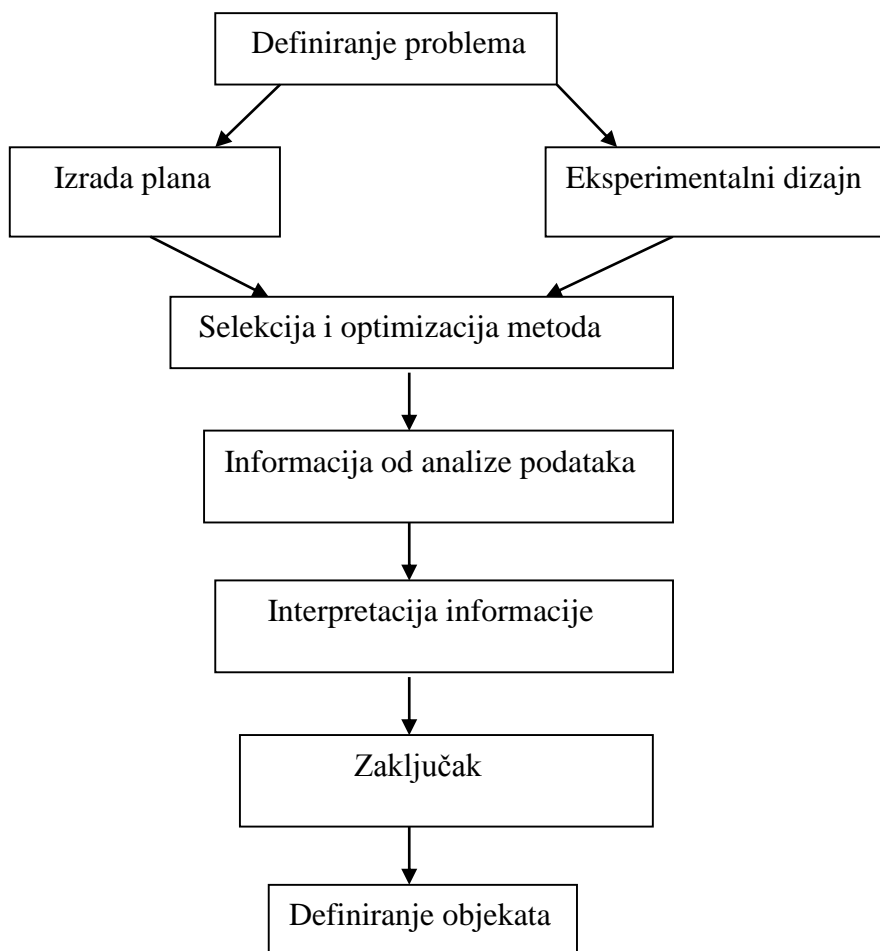 Definiranje problema
Izrada plana
Eksperimentalni dizajn
Selekcija i optimizacija metoda
Informacija od analize podataka
Interpretacija informacije
Zaključak
Definiranje objekata